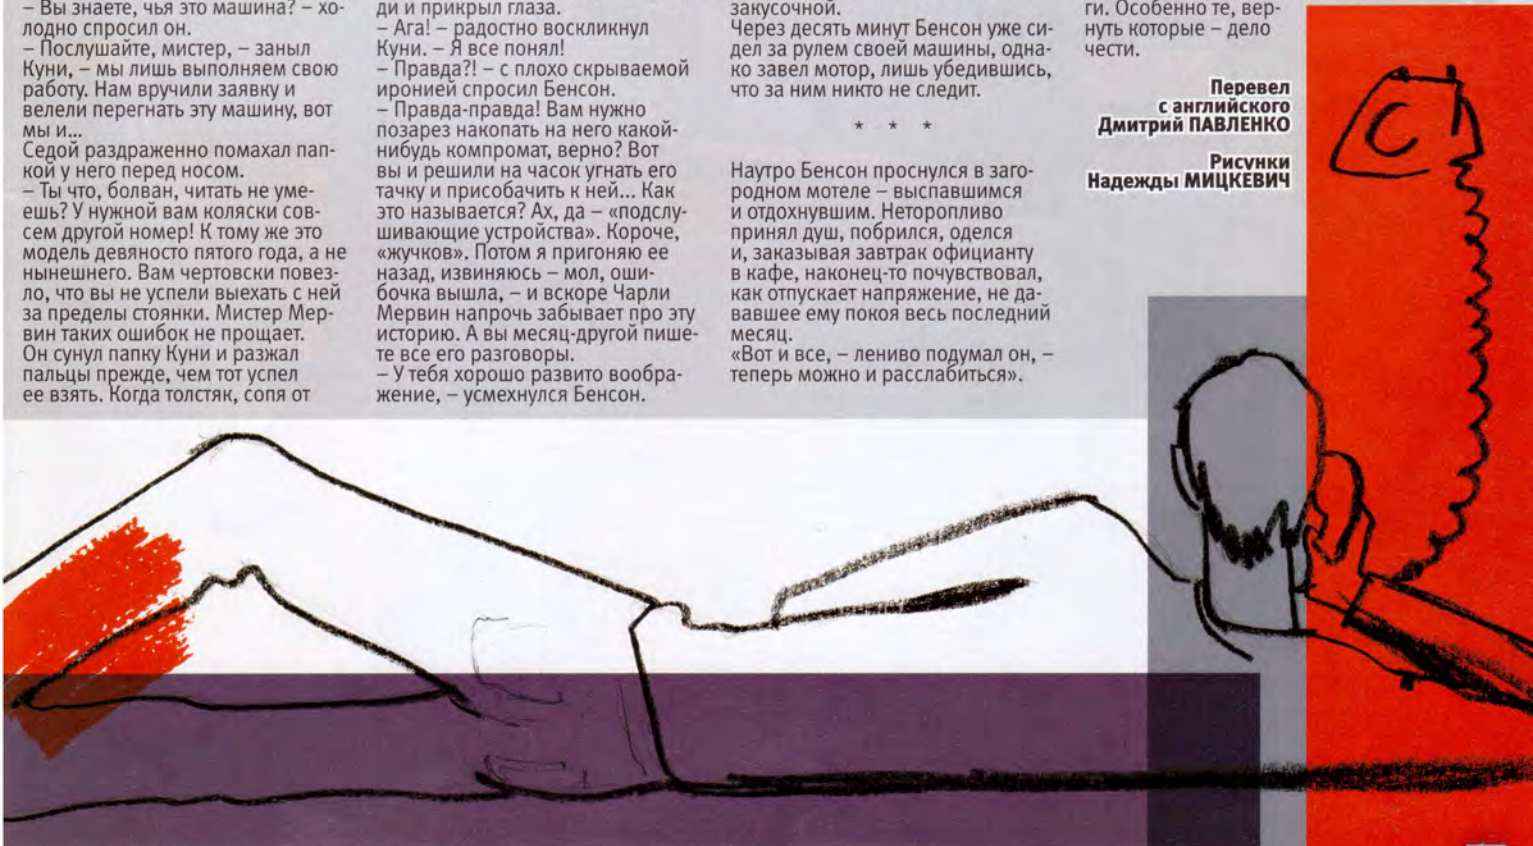 – Вы знаете, чья это машина? – хо-
лодно спросил он.
– Послушайте, мистер, – заныл
Куни, – мы лишь выполняем свою
работу. Нам вручили заявку и
велели перегнать эту машину, вот
мы и...
Седой раздраженно помахал пап-
кой у него перед носом.
– Ты что, болван, читать не уме-
ешь? У нужной вам коляски сов-
сем другой номер! К тому же это
модель девяносто пятого года, а не
нынешнего. Вам чертовски повез-
ло, что вы не успели выехать с ней
за пределы стоянки. Мистер Мер-
вин таких ошибок не прощает.
Он сунул папку Куни и разжал
пальцы прежде, чем тот успел
ее взять. Когда толстяк, сопя от
ди и прикрыл глаза.
– Ага! – радостно воскликнул
Куни. – Я все понял!
– Правда?! – с плохо скрываемой
иронией спросил Бенсон.
– Правда-правда! Вам нужно
позарез накопать на него какой-
нибудь компромат, верно? Вот
вы и решили на часок угнать его
тачку и присобачить к ней... Как
это называется? Ах, да – «подслу-
шивающие устройства». Короче,
«жучков». Потом я пригоняю ее
назад, извиняюсь – мол, оши-
бочка вышла, – и вскоре Чарли
Мервин напрочь забывает про эту
историю. А вы месяц-другой пише-
те все его разговоры.
– У тебя хорошо развито вообра-
жение, – усмехнулся Бенсон.
закусочной.
Через десять минут Бенсон уже си-
дел за рулем своей машины, одна-
ко завел мотор, лишь убедившись,
что за ним никто не следит.
* * *
Наутро Бенсон проснулся в заго-
родном мотеле – выспавшимся
и отдохнувшим. Неторопливо
принял душ, побрился, оделся
и, заказывая завтрак официанту
в кафе, наконец-то почувствовал,
как отпускает напряжение, не да-
вавшее ему покоя весь последний
месяц.
«Вот и все, – лениво подумал он, –
теперь можно и расслабиться».
ги. Особенно те, вер-
нуть которые – дело
чести.
Перевел
с английского
Дмитрий ПАВЛЕНКО
Рисунки
Надежды МИЦКЕВИЧ